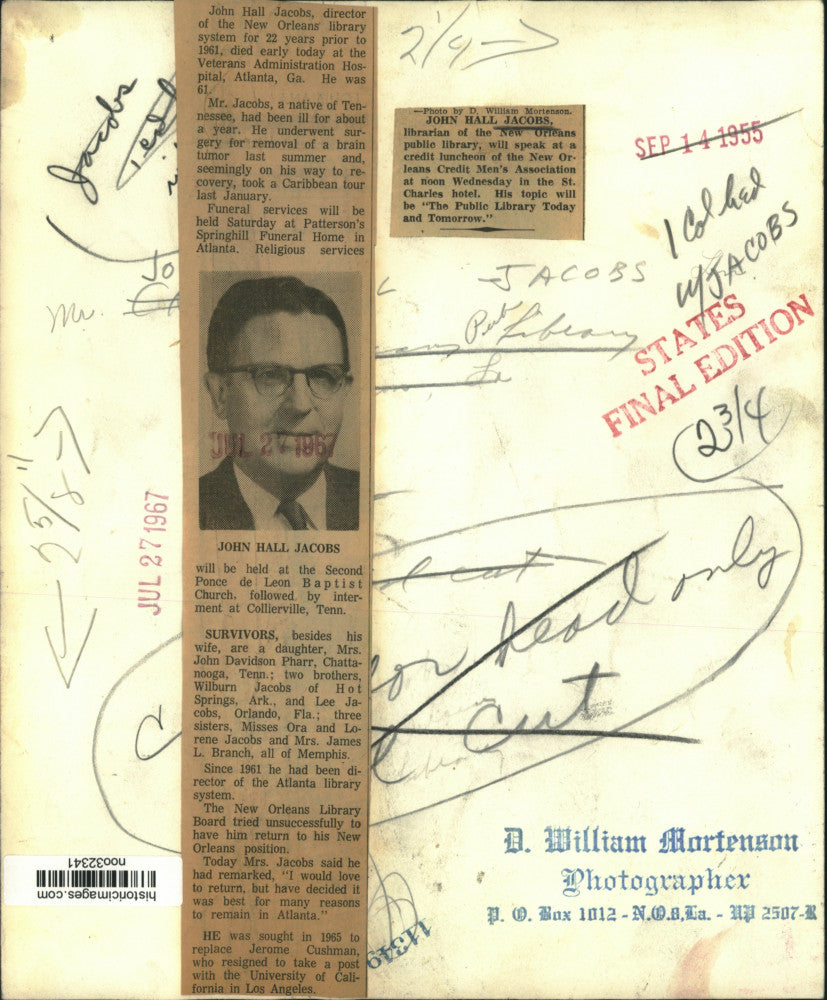 John Hall Jacobs, director
of the New Orleans library
system for 22 years prior to
1961, died early today at the
Veterans Administration Hos-
pital, Atlanta, Ga. He was
61.
Mr. Jacobs, a native of Ten-
nessee, had been ill for about
a year. He underwent sur-
gery for removal of a brain
tumor last summer and,
seemingly on his way to re-
covery, took a Caribbean tour
last January.
Funeral services will be
held Saturday at Patterson's
Springhill Funeral Home in
Atlanta. Religious services
JUL 27 1967
JOHN HALL JACOBS
will be held at the Second
Ponce de Leon Baptist
Church, followed by inter-
ment at Collierville, Tenn.
SURVIVORS, besides his
wife, are a daughter, Mrs.
John Davidson Pharr, Chatta-
nooga, Tenn.; two brothers,
Wilburn Jacobs of Hot
Springs, Ark., and Lee Ja-
cobs, Orlando, Fla.; three
sisters, Misses Ora and Lo-
rene Jacobs and Mrs. James
L. Branch, all of Memphis.
Since 1961 he had been di-
rector of the Atlanta library
system.
The New Orleans Library
Board tried unsuccessfully to
have him return to his New
Orleans position.
Today Mrs. Jacobs said he
had remarked, "I would love
to return, but have decided it
was best for many reasons
to remain in Atlanta."
HE was sought in 1965 to
replace Jerome Cushman,
who resigned to take a post
with the University of Cali-
fornia in Los Angeles.
—Photo by D. William Mortenson.
JOHN HALL JACOBS,
librarian of the New Orleans
public library, will speak at a
credit luncheon of the New Or-
leans Credit Men's Association
at noon Wednesday in the St.
Charles hotel. His topic will
be "The Public Library Today
and Tomorrow."
SEP 14 1955
1 Col hed
w/JACOBS
STATES
FINAL EDITION
2 3/4
Jacobs
Mr.
JACOBS
Pub Library
La
2 5/8"
JUL 27 1967
head only
cut
D. William Mortenson
Photographer
P. O. Box 1012 - N.O.8,La. - UP 2507-R
11349
historicimages.com
noo32341